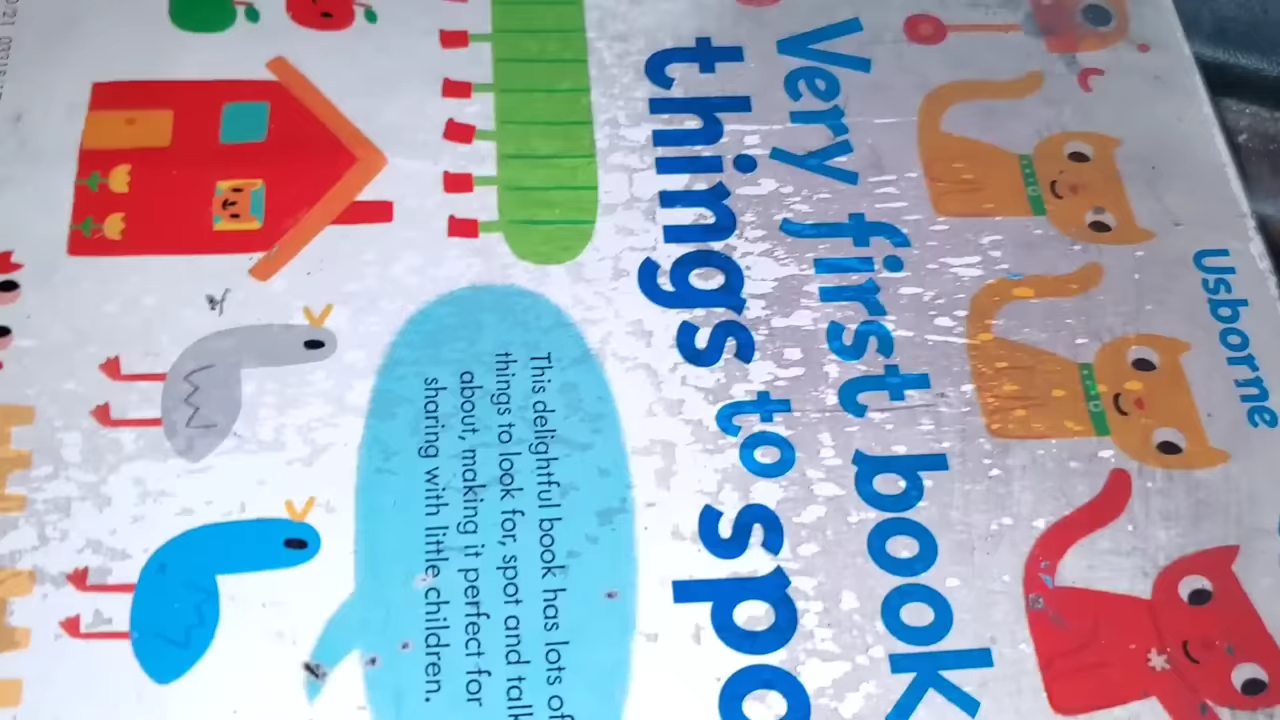 Usborne
Very first book
things to spo
This delightful book has lots of
things to look for, spot and talk
about, making it perfect for
sharing with little children.